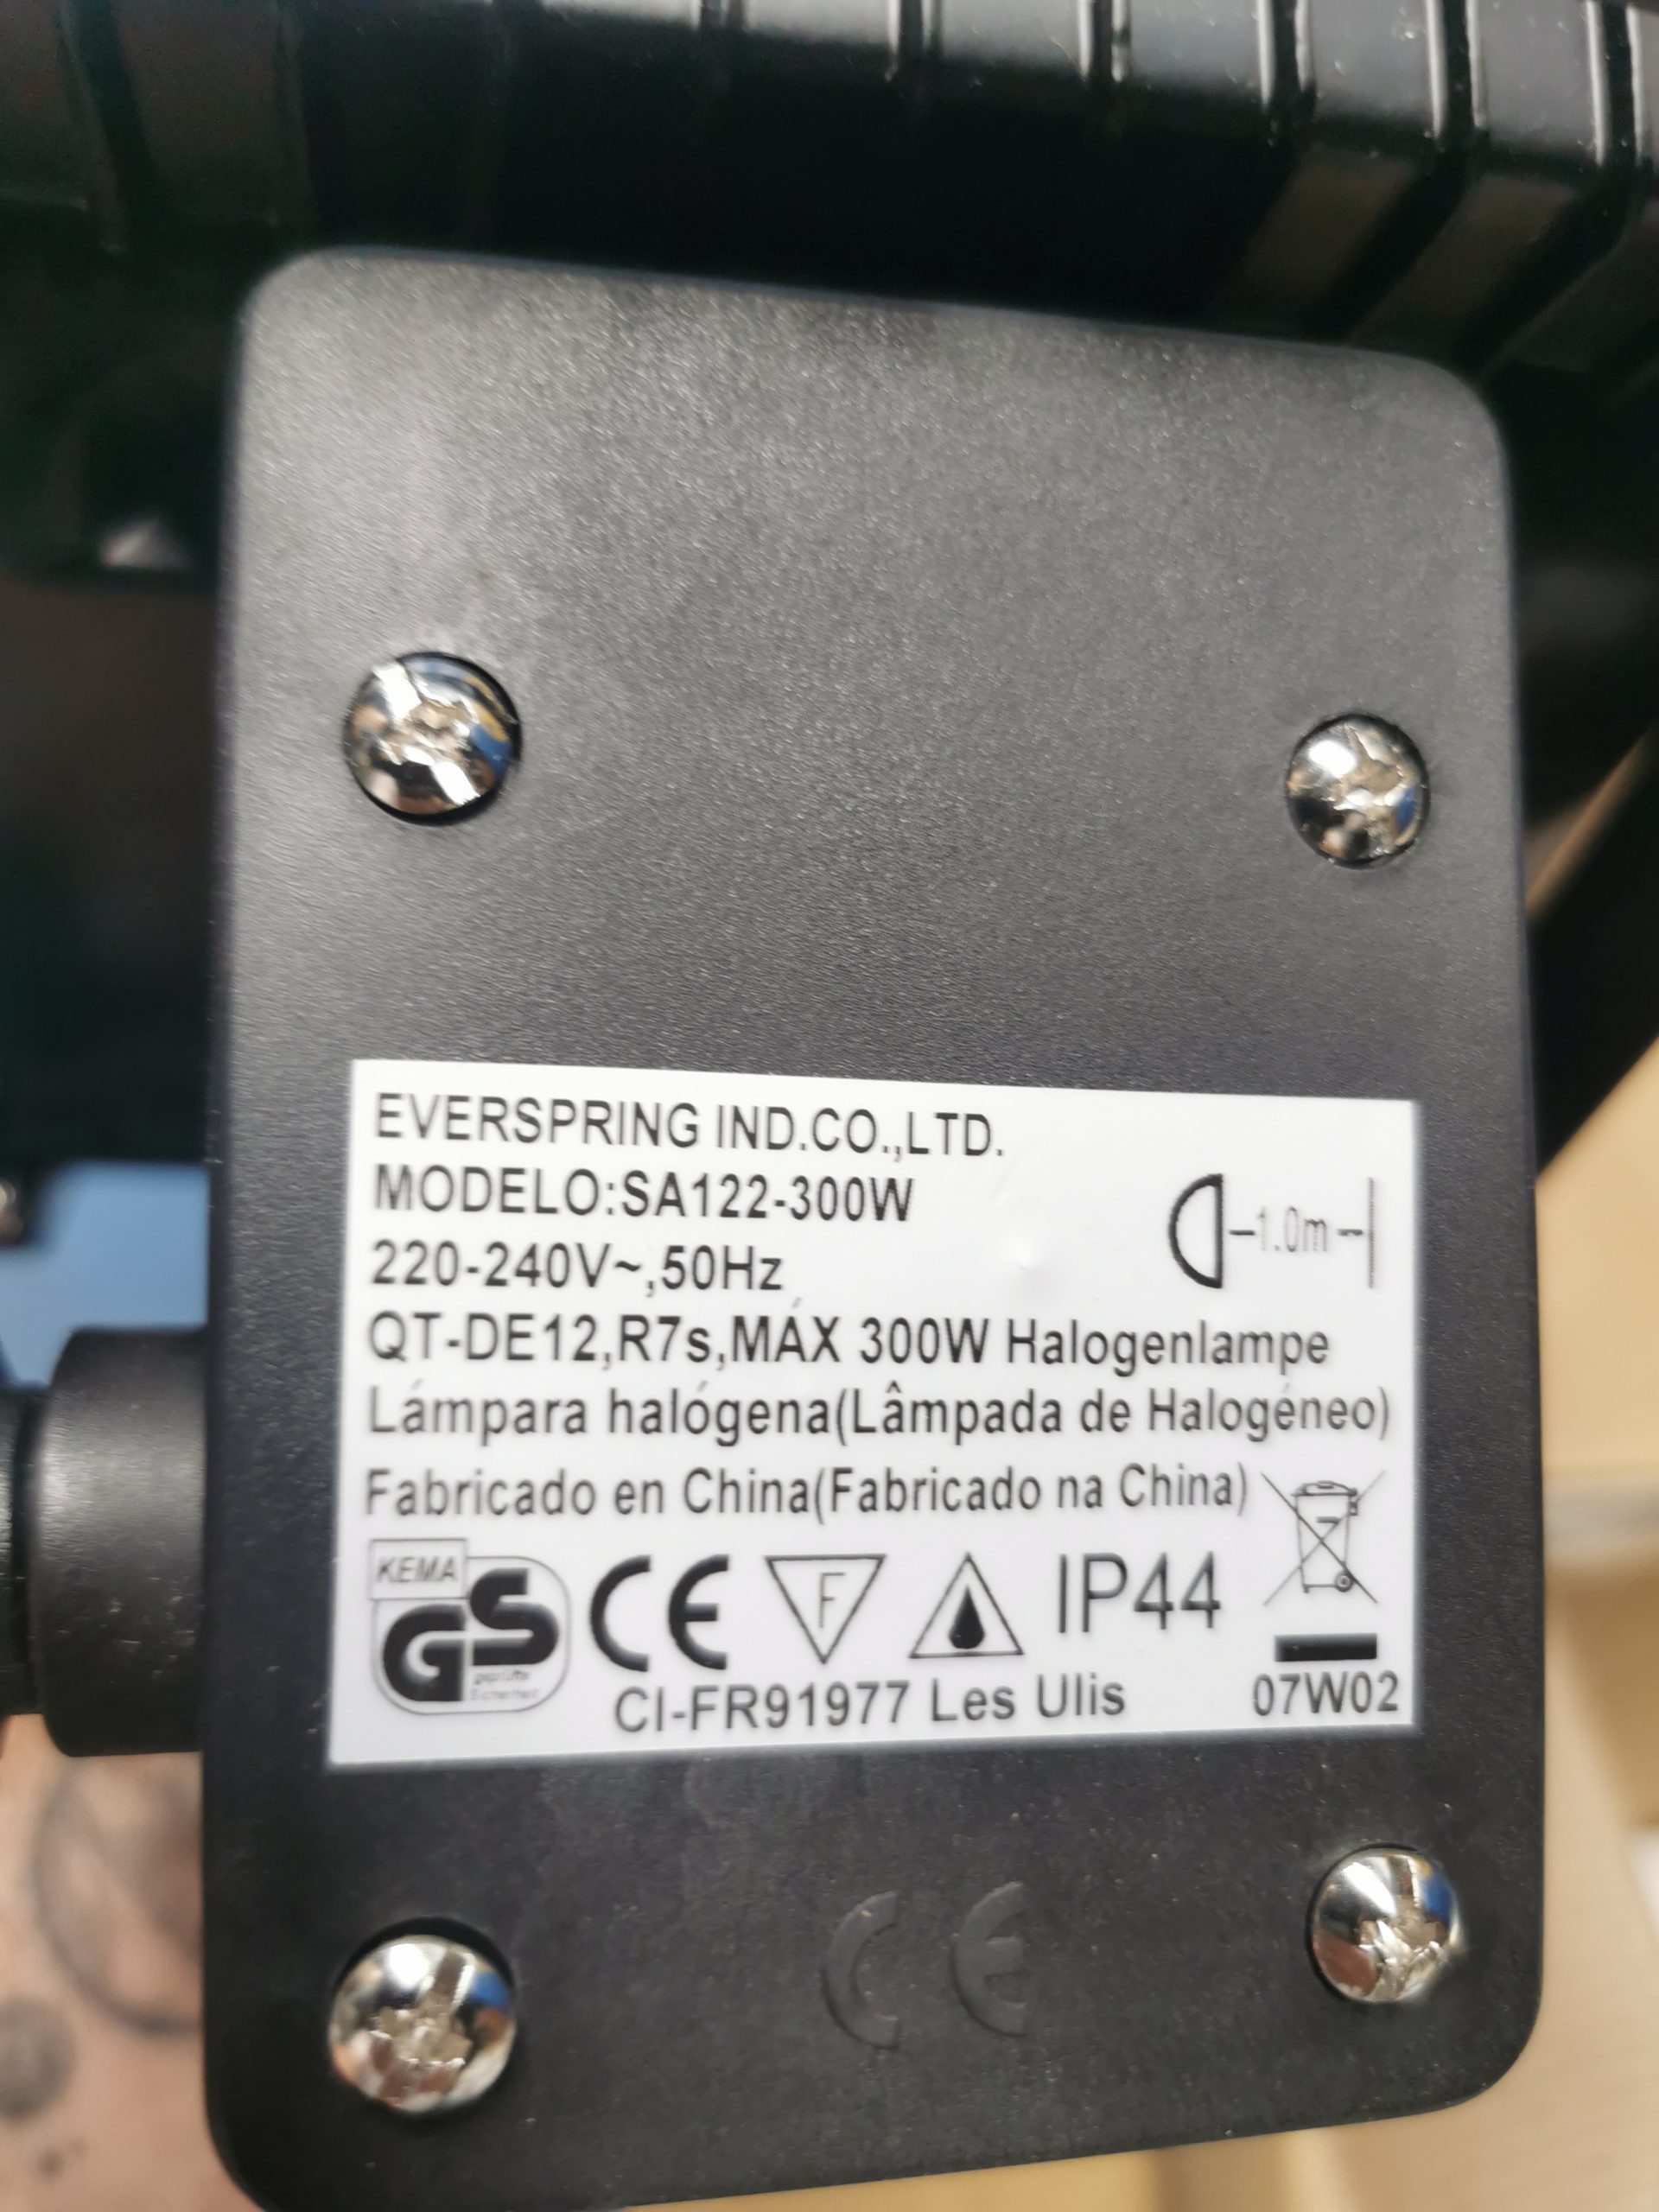 EVERSPRING IND.CO.,LTD.
MODELO:SA122-300W
1.0m
220-240V~,50Hz
QT-DE12,R7s,MÁX 300W Halogenlampe
Lámpara halógena(Lâmpada de Halogéneo)
Fabricado en China(Fabricado na China)
KEMA
GS
geprüfte
Sicherheit
CE
F
IP44
CI-FR91977 Les Ulis
07W02
CE